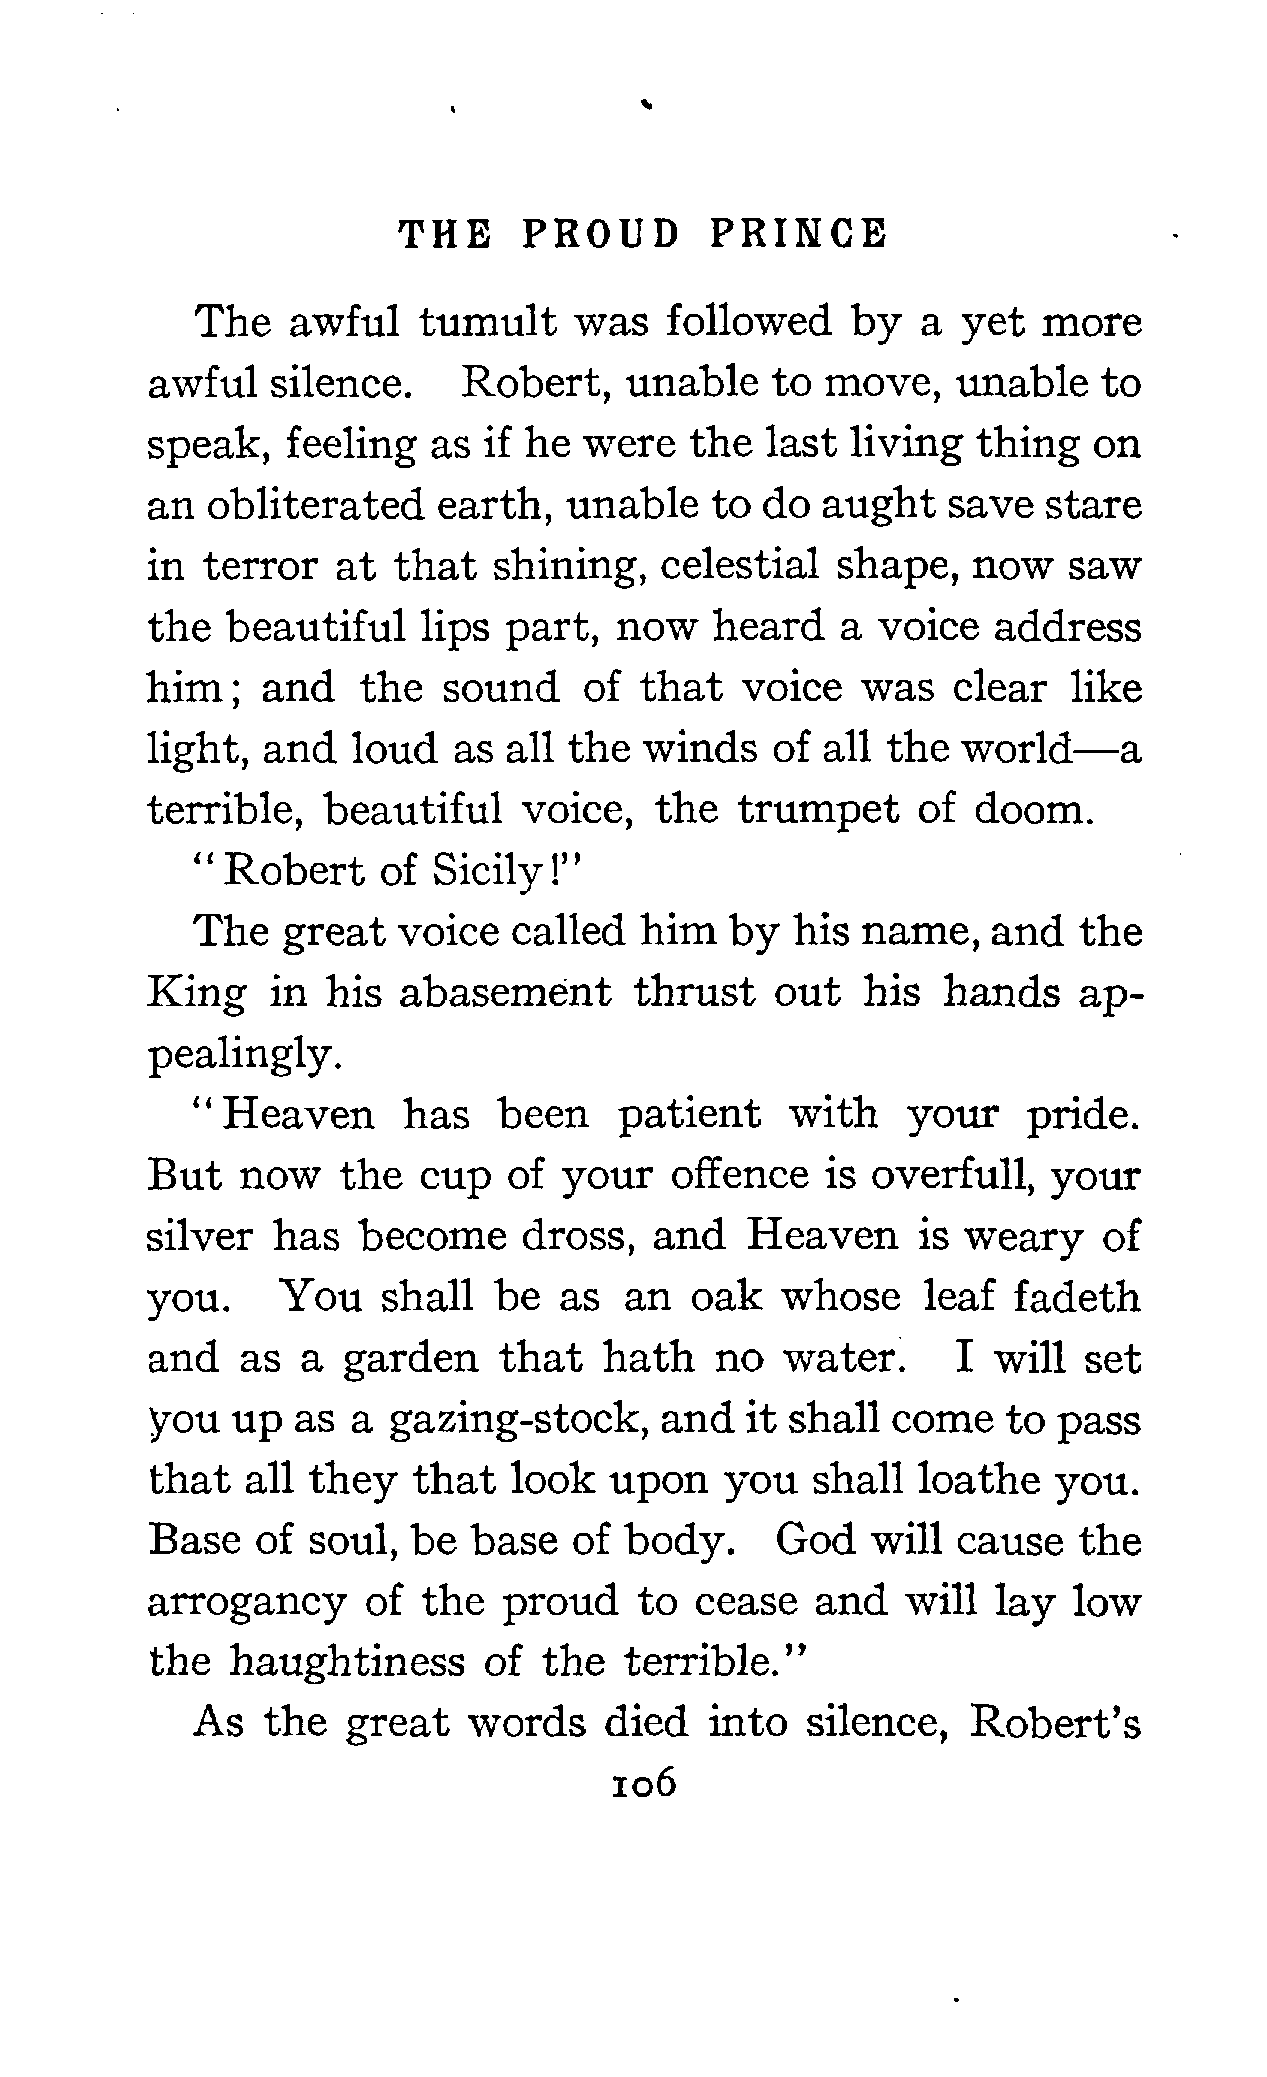 THE PROUD PRINCE
The awful tumult was followed by a yet more
awful silence. Robert, unable to move, unable to
speak, feeling as if he were the last living thing on
an obliterated earth, unable to do aught save stare
in terror at that shining, celestial shape, now saw
the beautiful lips part, now heard a voice address
him; and the sound of that voice was clear like
light, and loud as all the winds of all the world—a
terrible, beautiful voice, the trumpet of doom.
"Robert of Sicily!"
The great voice called him by his name, and the
King in his abasement thrust out his hands ap-
pealingly.
"Heaven has been patient with your pride.
But now the cup of your offence is overfull, your
silver has become dross, and Heaven is weary of
you. You shall be as an oak whose leaf fadeth
and as a garden that hath no water. I will set
you up as a gazing-stock, and it shall come to pass
that all they that look upon you shall loathe you.
Base of soul, be base of body. God will cause the
arrogancy of the proud to cease and will lay low
the haughtiness of the terrible."
As the great words died into silence, Robert's
106